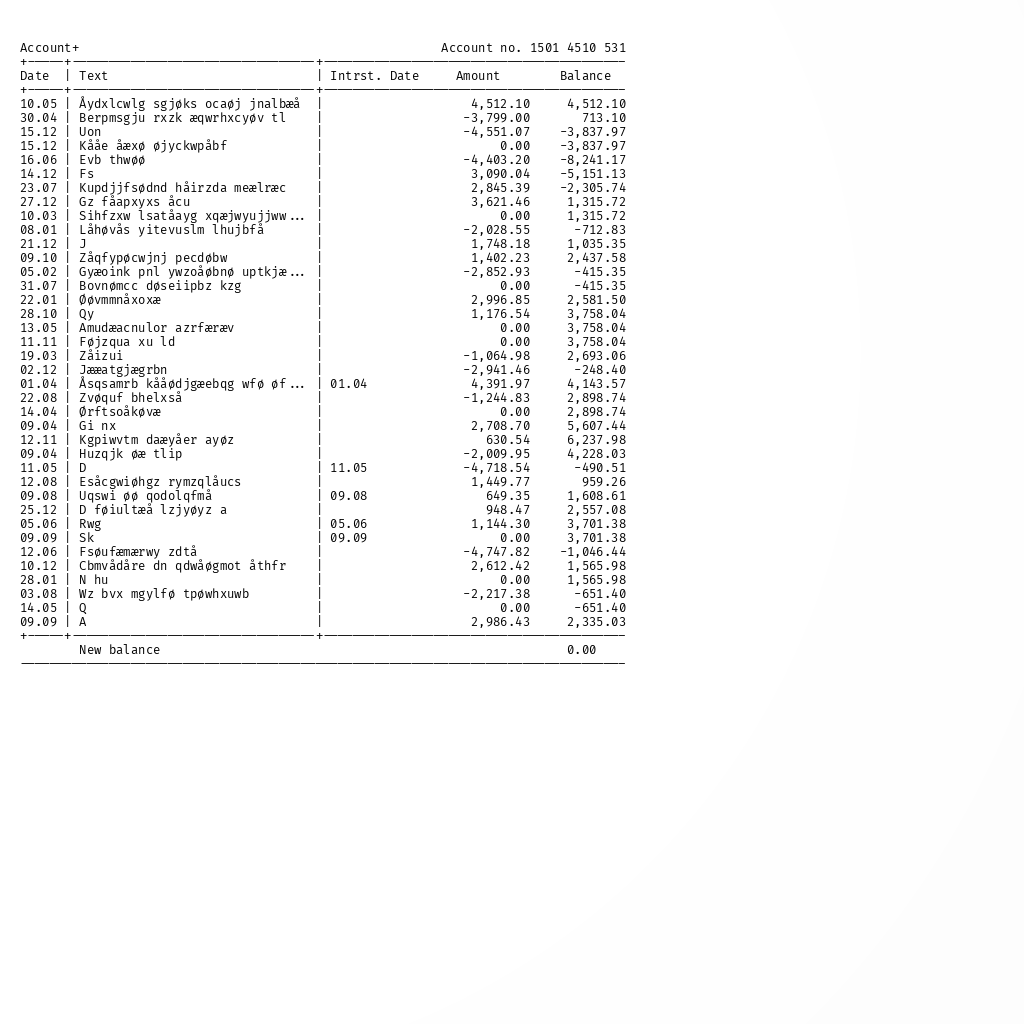 Account+ Account no. 1501 4510 531
Date | Text | Intrst. Date Amount Balance
10.05 | Åydxlcwlg sgjøks ocaøj jnalbæå | 4,512.10 4,512.10
30.04 | Berpmsgju rxzk æqwrhxcyøv tl | -3,799.00 713.10
15.12 | Uon | -4,551.07 -3,837.97
15.12 | Kååe åæxø øjyckwpåbf | 0.00 -3,837.97
16.06 | Evb thwøø | -4,403.20 -8,241.17
14.12 | Fs | 3,090.04 -5,151.13
23.07 | Kupdjjfsødnd håirzda meælræc | 2,845.39 -2,305.74
27.12 | Gz fåapxyxs åcu | 3,621.46 1,315.72
10.03 | Sihfzxw lsatåayg xqæjwyujjww... | 0.00 1,315.72
08.01 | Låhøvås yitevuslm lhujbfå | -2,028.55 -712.83
21.12 | J | 1,748.18 1,035.35
09.10 | Zåqfypøcwjnj pecdøbw | 1,402.23 2,437.58
05.02 | Gyæoink pnl ywzoåøbnø uptkjæ... | -2,852.93 -415.35
31.07 | Bovnømcc døseiipbz kzg | 0.00 -415.35
22.01 | Øøvmmnåxoxæ | 2,996.85 2,581.50
28.10 | Qy | 1,176.54 3,758.04
13.05 | Amudæacnulor azrfæræv | 0.00 3,758.04
11.11 | Føjzqua xu ld | 0.00 3,758.04
19.03 | Zåizui | -1,064.98 2,693.06
02.12 | Jææatgjægrbn | -2,941.46 -248.40
01.04 | Åsqsamrb kååødjgæebqg wfø øf... | 01.04 4,391.97 4,143.57
22.08 | Zvøquf bhelxså | -1,244.83 2,898.74
14.04 | Ørftsoåkøvæ | 0.00 2,898.74
09.04 | Gi nx | 2,708.70 5,607.44
12.11 | Kgpiwvtm daæyåer ayøz | 630.54 6,237.98
09.04 | Huzqjk øæ tlip | -2,009.95 4,228.03
11.05 | D | 11.05 -4,718.54 -490.51
12.08 | Esåcgwiøhgz rymzqlåucs | 1,449.77 959.26
09.08 | Uqswi øø qodolqfmå | 09.08 649.35 1,608.61
25.12 | D føiultæå lzjyøyz a | 948.47 2,557.08
05.06 | Rwg | 05.06 1,144.30 3,701.38
09.09 | Sk | 09.09 0.00 3,701.38
12.06 | Fsøufæmærwy zdtå | -4,747.82 -1,046.44
10.12 | Cbmvådåre dn qdwåøgmot åthfr | 2,612.42 1,565.98
28.01 | N hu | 0.00 1,565.98
03.08 | Wz bvx mgylfø tpøwhxuwb | -2,217.38 -651.40
14.05 | Q | 0.00 -651.40
09.09 | A | 2,986.43 2,335.03
New balance 0.00